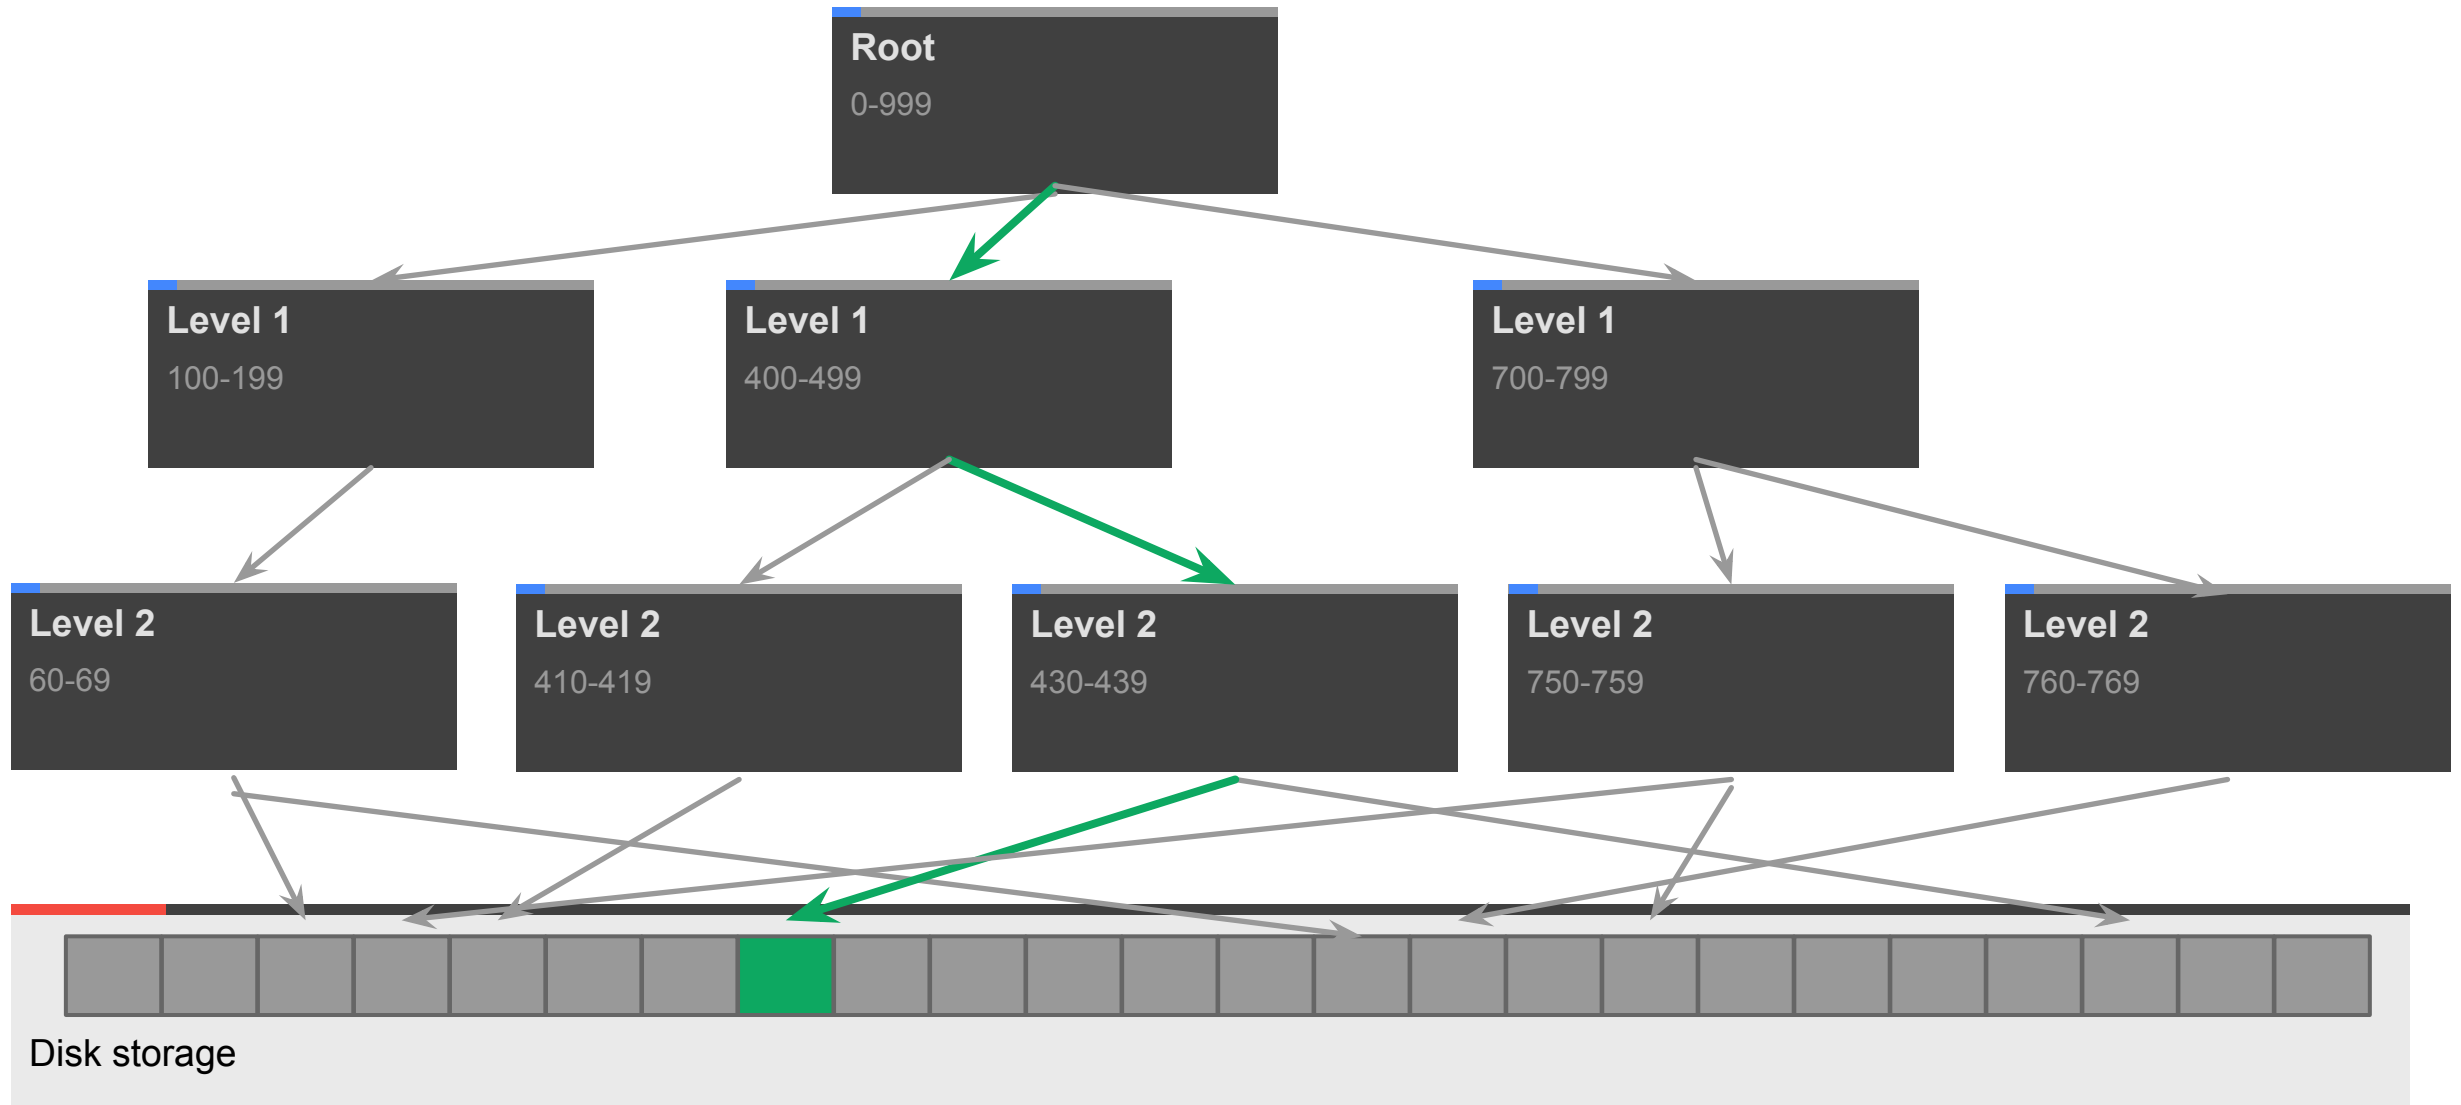 Root
0-999
Level 1
100-199
Level 1
400-499
Level 1
700-799
Level 2
60-69
Level 2
410-419
Level 2
430-439
Level 2
750-759
Level 2
760-769
Disk storage